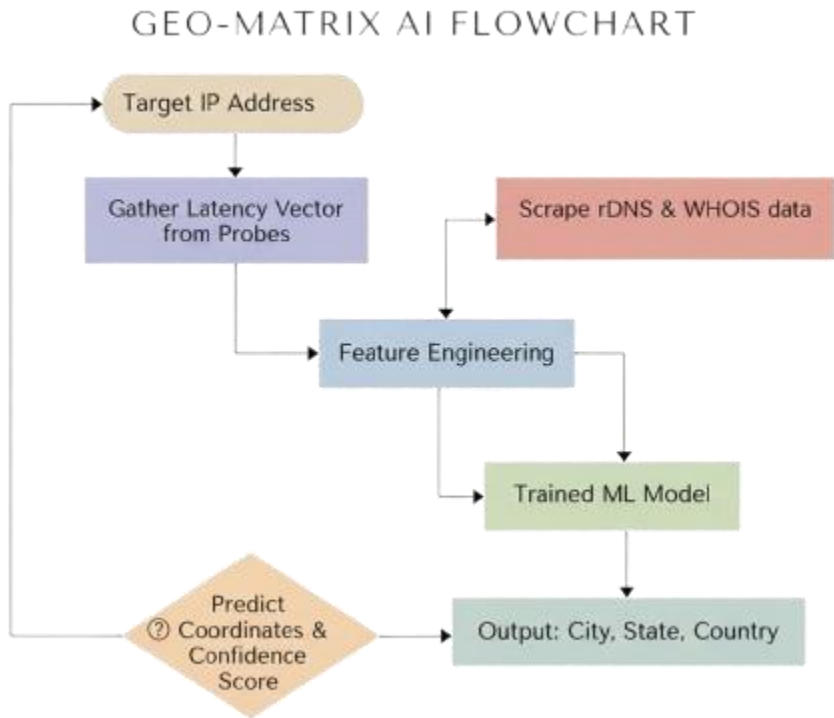 GEO-MATRIX AI FLOWCHART
Target IP Address
Gather Latency Vector
from Probes
Scrape rDNS & WHOIS data
Feature Engineering
Trained ML Model
Predict
? Coordinates &
Confidence
Score
Output: City, State, Country